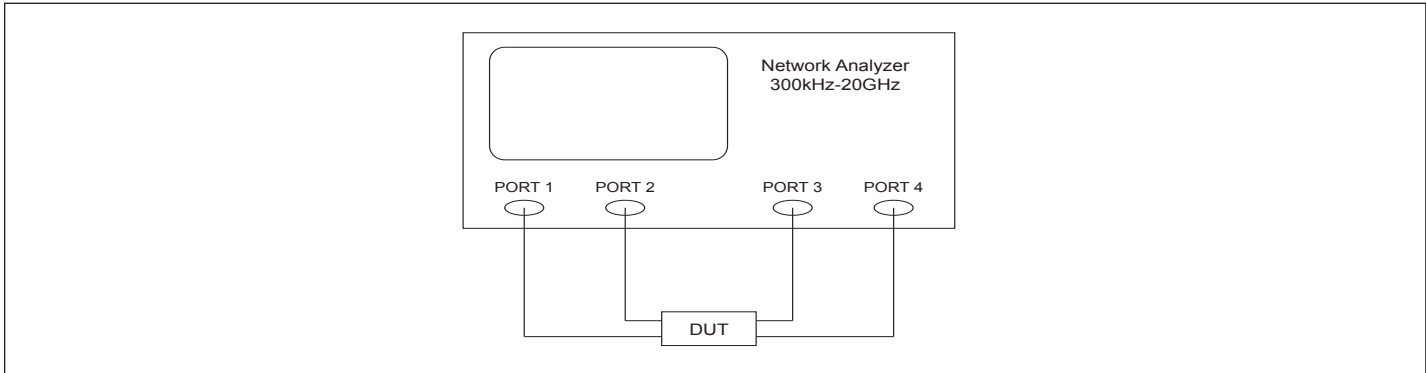 Network Analyzer
300kHz-20GHz
PORT 1
PORT 2
PORT 3
PORT 4
DUT